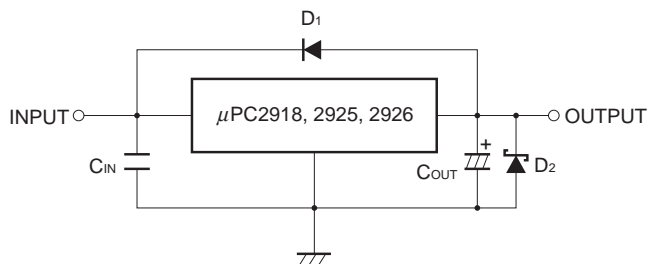 D1
INPUT
μPC2918, 2925, 2926
OUTPUT
CIN
+
COUT
D2